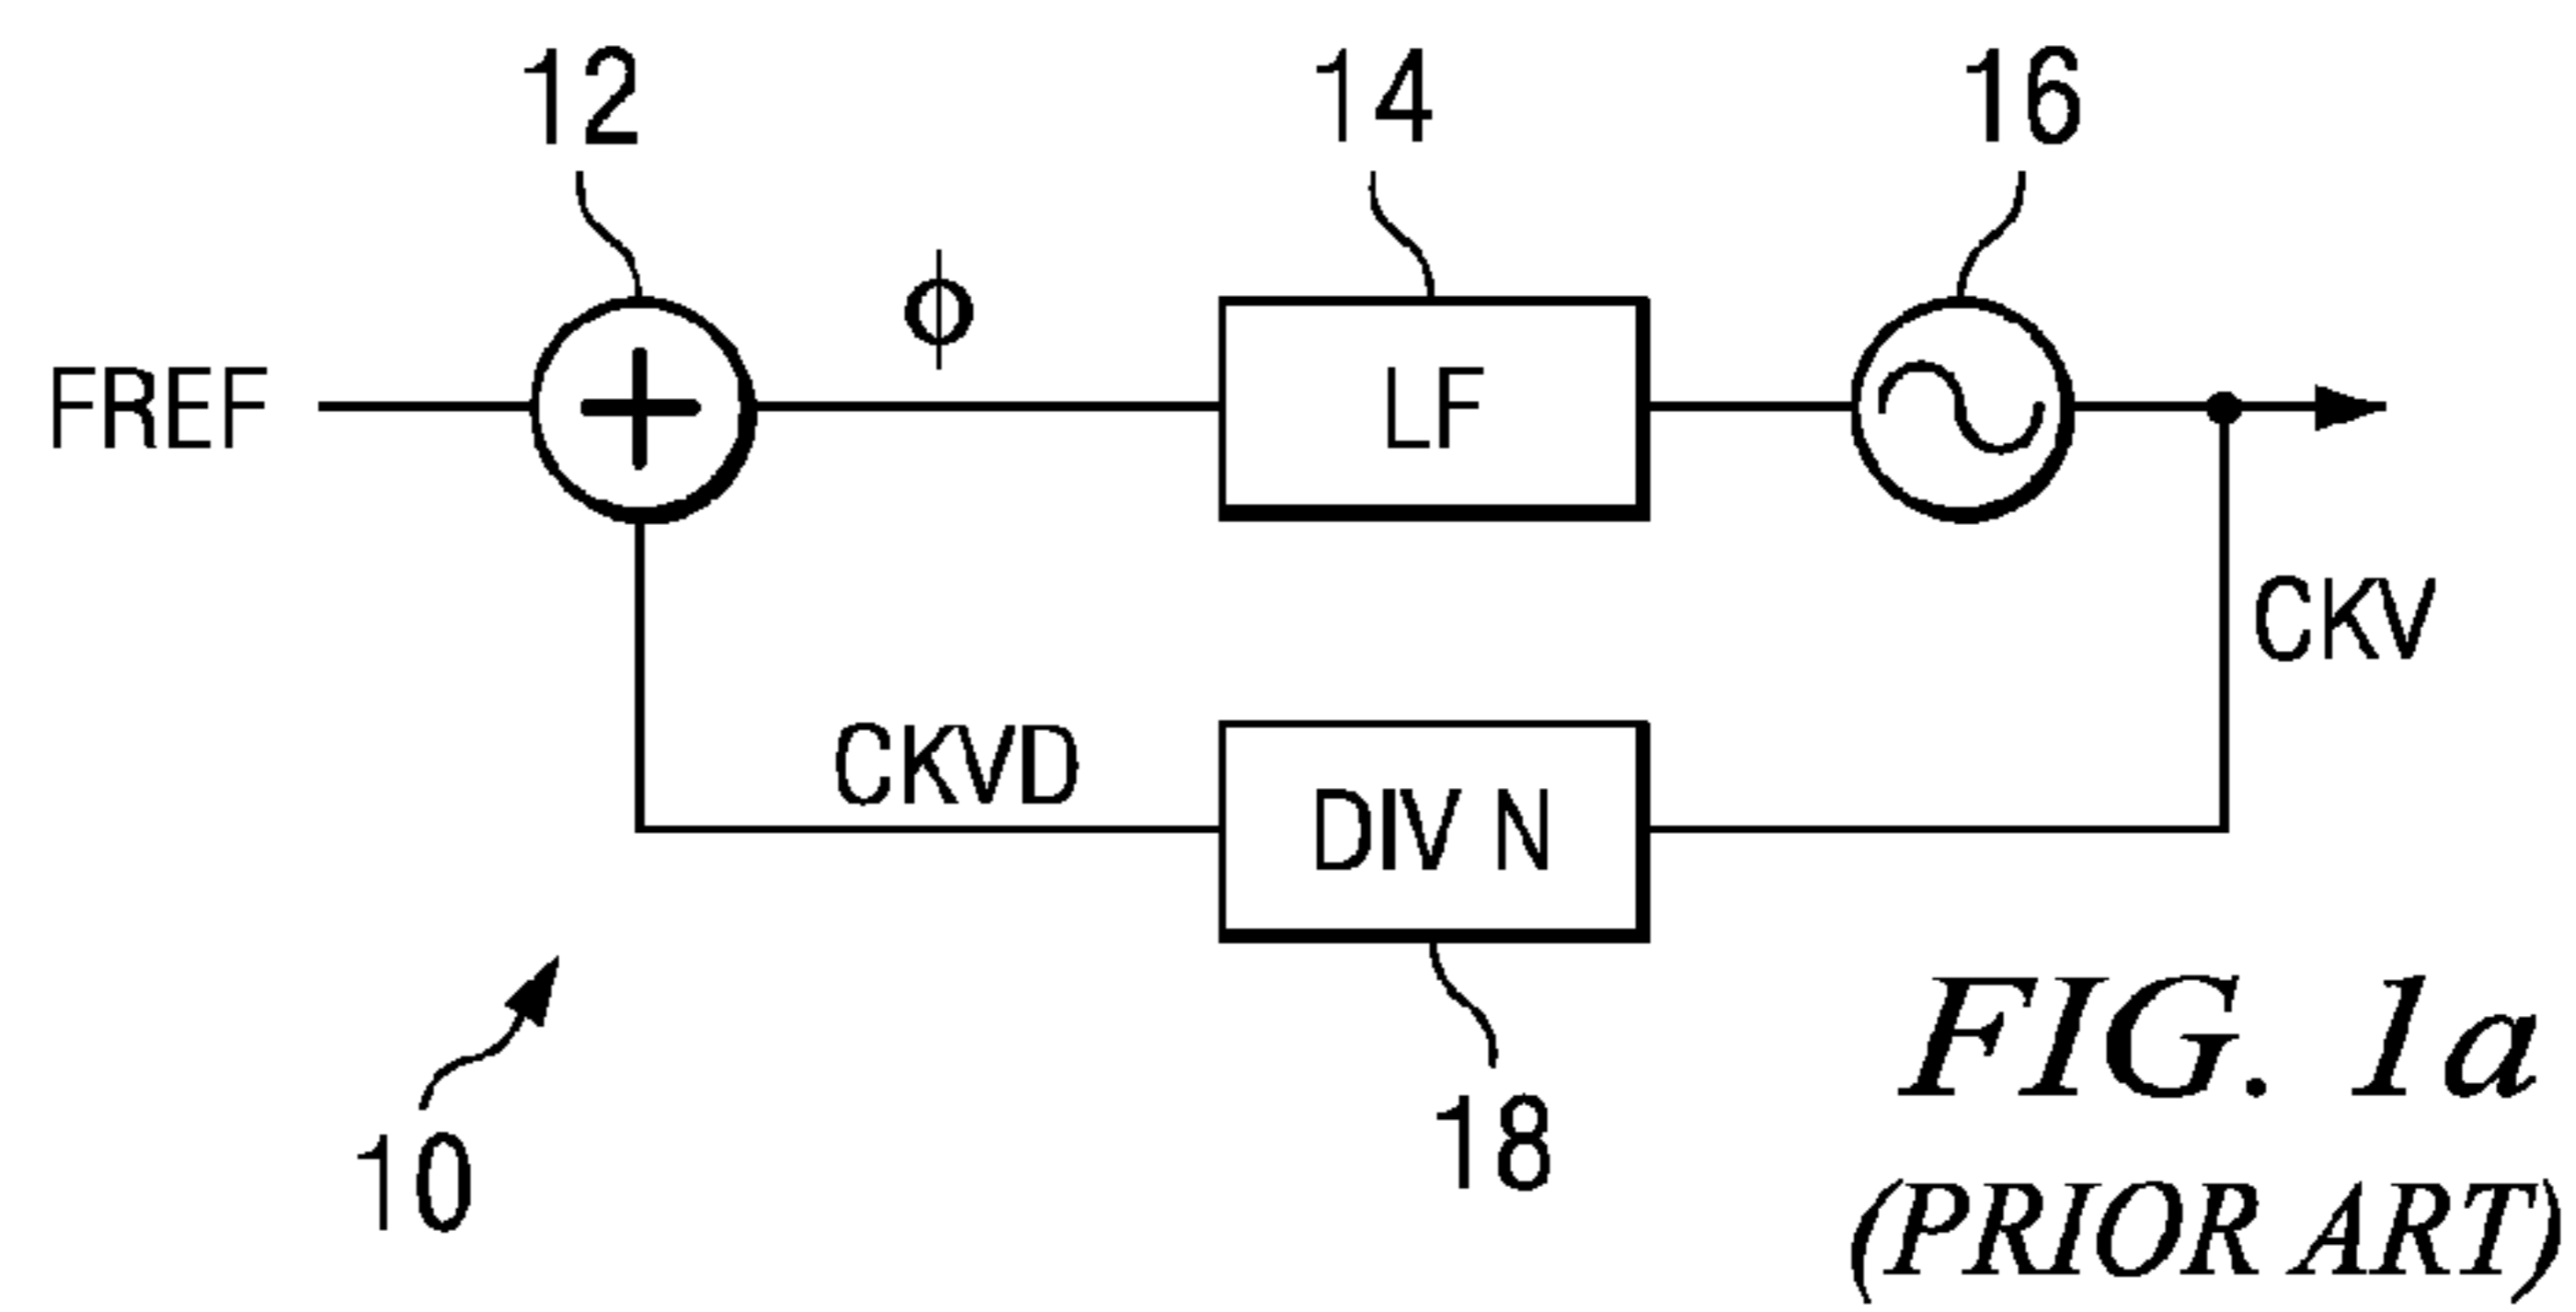 12
14
16
ϕ
FREF
LF
CKV
CKVD
DIV N
10
18
FIG. 1a
(PRIOR ART)